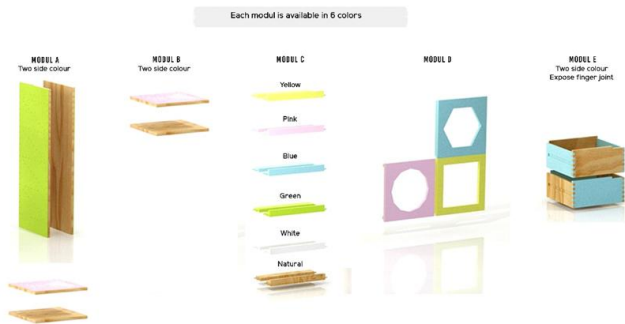 Each modul is available in 6 colors
MODUL A
Two side colour
MODUL B
Two side colour
MODUL C
Yellow
Pink
Blue
Green
White
Natural
MODUL D
MODUL E
Two side colour
Expose finger joint